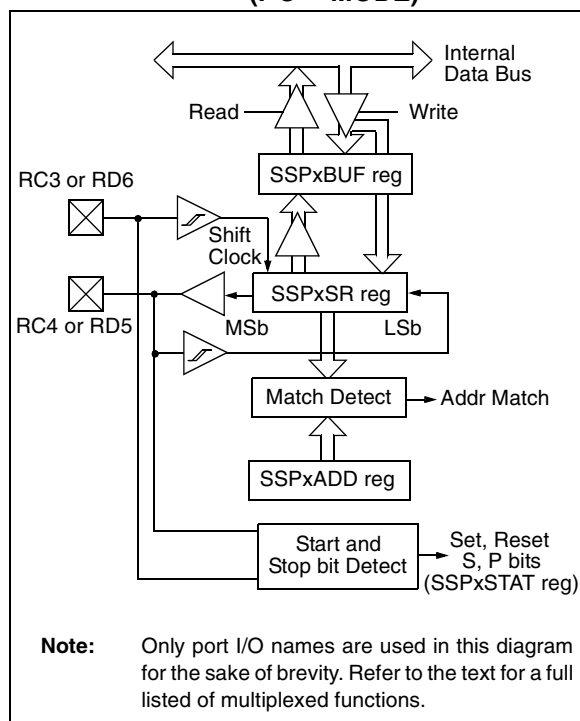 Internal
Data Bus
Read
Write
SSPxBUF reg
RC3 or RD6
Shift
Clock
SSPxSR reg
MSb
LSb
RC4 or RD5
Match Detect
Addr Match
SSPxADD reg
Start and
Stop bit Detect
Set, Reset
S, P bits
(SSPxSTAT reg)
Note: Only port I/O names are used in this diagram
for the sake of brevity. Refer to the text for a full
listed of multiplexed functions.